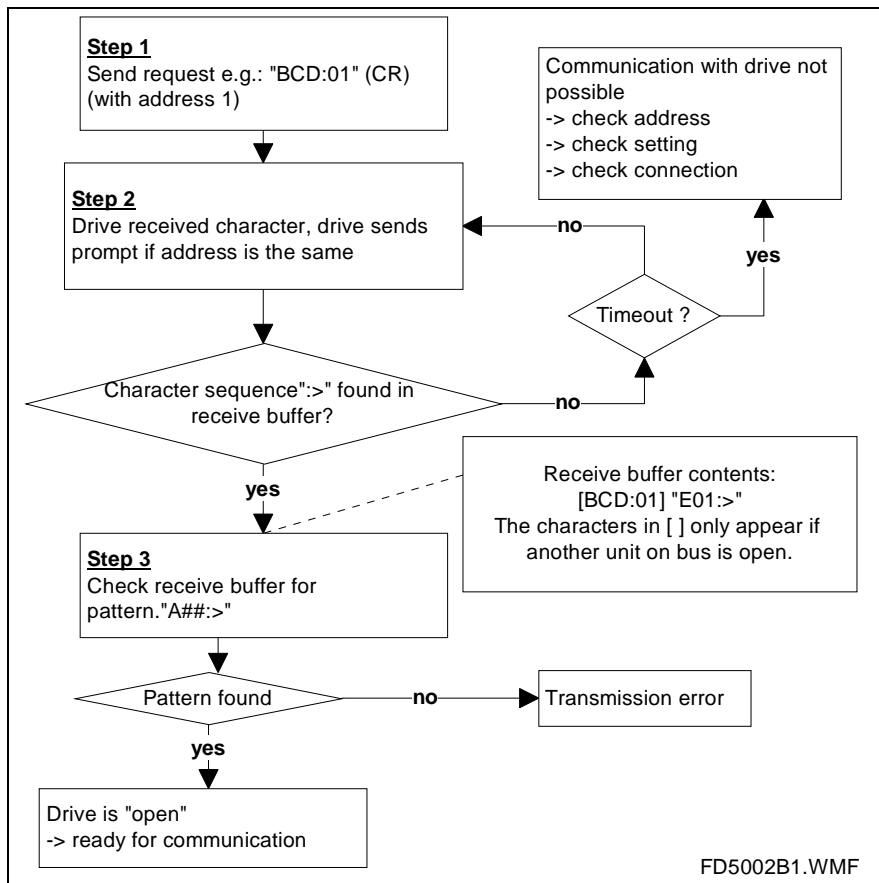 Step 1
Send request e.g.: "BCD:01" (CR)
(with address 1)
Communication with drive not
possible
-> check address
-> check setting
-> check connection
Step 2
Drive received character, drive sends
prompt if address is the same
no
yes
Timeout ?
Character sequence":>" found in
receive buffer?
no
yes
Receive buffer contents:
[BCD:01] "E01:>"
The characters in [ ] only appear if
another unit on bus is open.
Step 3
Check receive buffer for
pattern."A##:>"
Pattern found
no
Transmission error
yes
Drive is "open"
-> ready for communication
FD5002B1.WMF